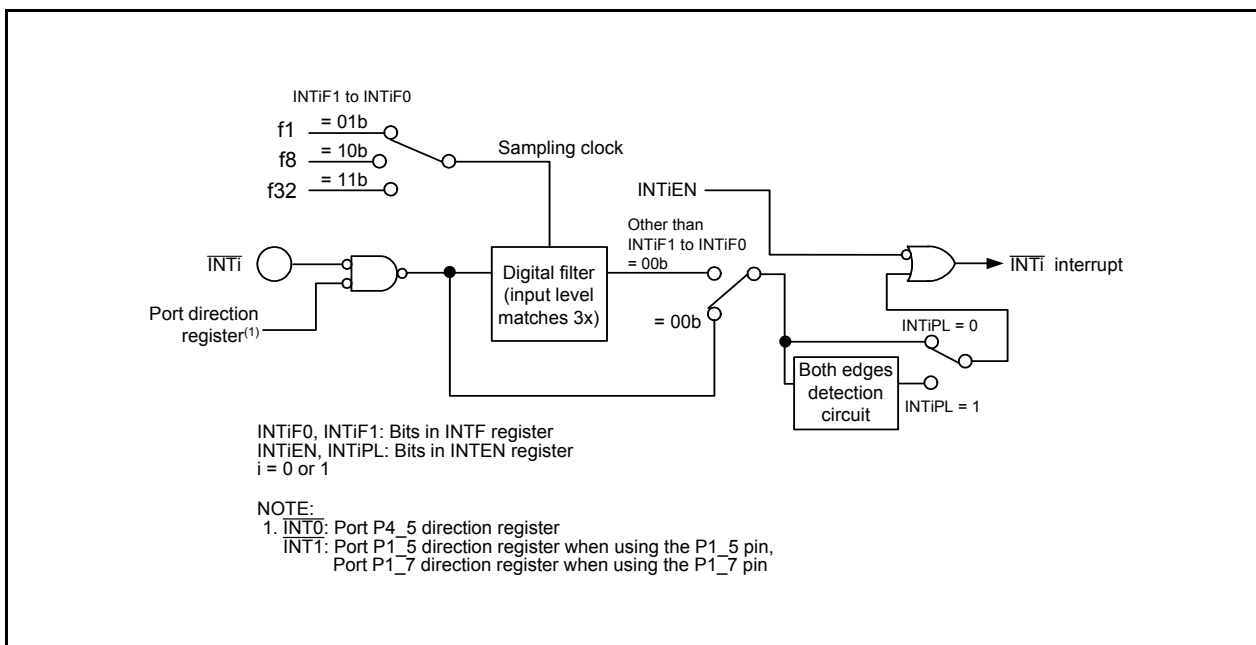 INTiF1 to INTiF0
f1 = 01b
f8 = 10b
f32 = 11b
Sampling clock
INTiEN
Other than
INTiF1 to INTiF0
= 00b
INTi
Digital filter
(input level
matches 3x)
INTi interrupt
Port direction
register(1)
= 00b
INTiPL = 0
Both edges
detection
circuit
INTiPL = 1
INTiF0, INTiF1: Bits in INTF register
INTiEN, INTiPL: Bits in INTEN register
i = 0 or 1
NOTE:
1. INT0: Port P4_5 direction register
INT1: Port P1_5 direction register when using the P1_5 pin,
Port P1_7 direction register when using the P1_7 pin